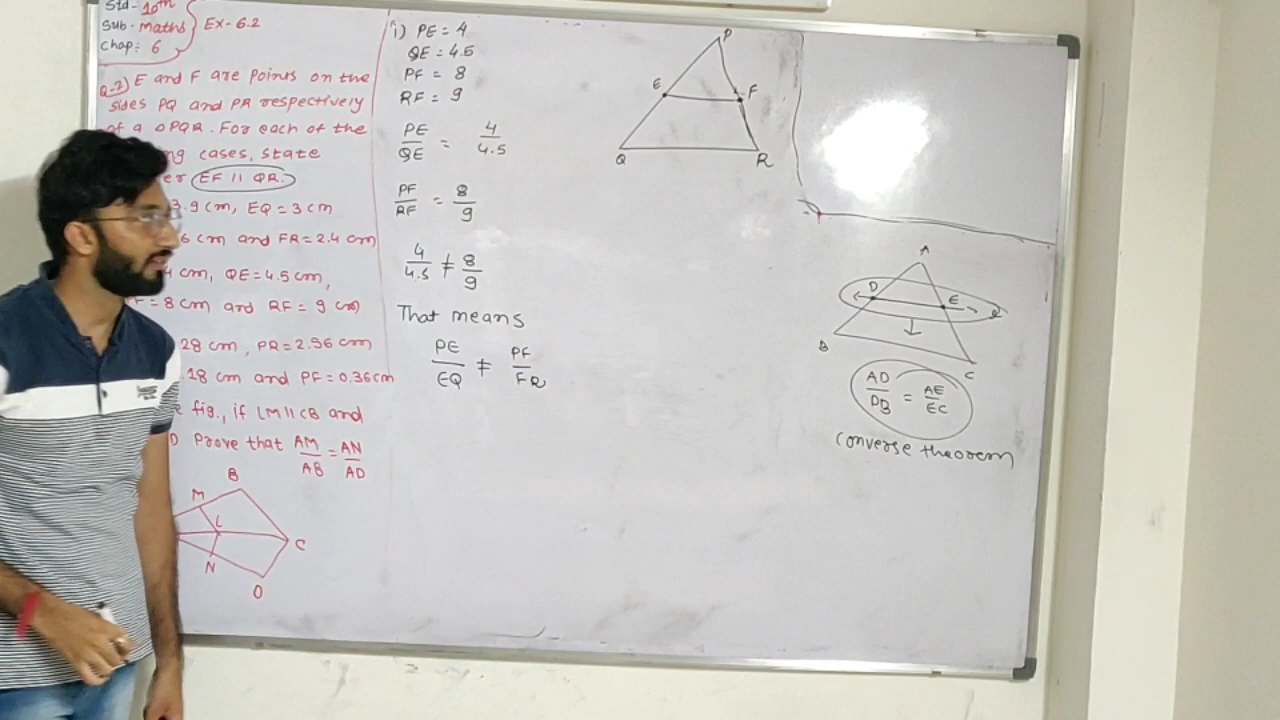 Std - 10th
Sub - maths
Chap: 6
Ex - 6.2
Q-2) E and F are Points on the
sides PQ and PR respectively
of a △PQR. For each of the
cases, state
EF || QR.
3.9 cm, EQ = 3 cm
6 cm and FR = 2.4 cm
4 cm, QE = 4.5 cm,
= 8 cm and RF = 9 cm
28 cm, PR = 2.56 cm
.18 cm and PF = 0.36 cm
fig., if LM || CB and
Prove that AM/AB = AN/AD
B
M
L
C
N
D
i) PE = 4
QE = 4.5
PF = 8
RF = 9
PE/QE = 4/4.5
PF/RF = 8/9
4/4.5 ≠ 8/9
That means
PE/EQ ≠ PF/FR
P
E
F
Q
R
A
D
E
B
C
AD/DB = AE/EC
Converse theorem